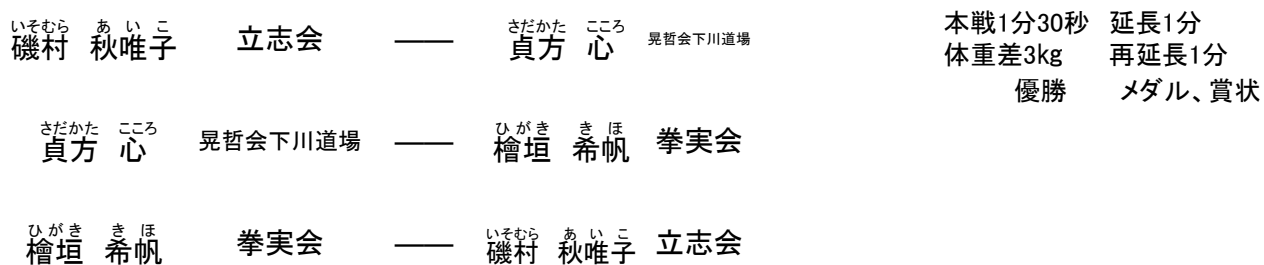 いそむら あいこ さだかた こころ
磯村 秋唯子 立志会 ―― 貞方 心 晃哲会下川道場
本戦1分30秒 延長1分
体重差3kg 再延長1分
優勝 メダル、賞状
さだかた こころ ひがき きほ
貞方 心 晃哲会下川道場 ―― 檜垣 希帆 拳実会
ひがき きほ いそむら あいこ
檜垣 希帆 拳実会 ―― 磯村 秋唯子 立志会